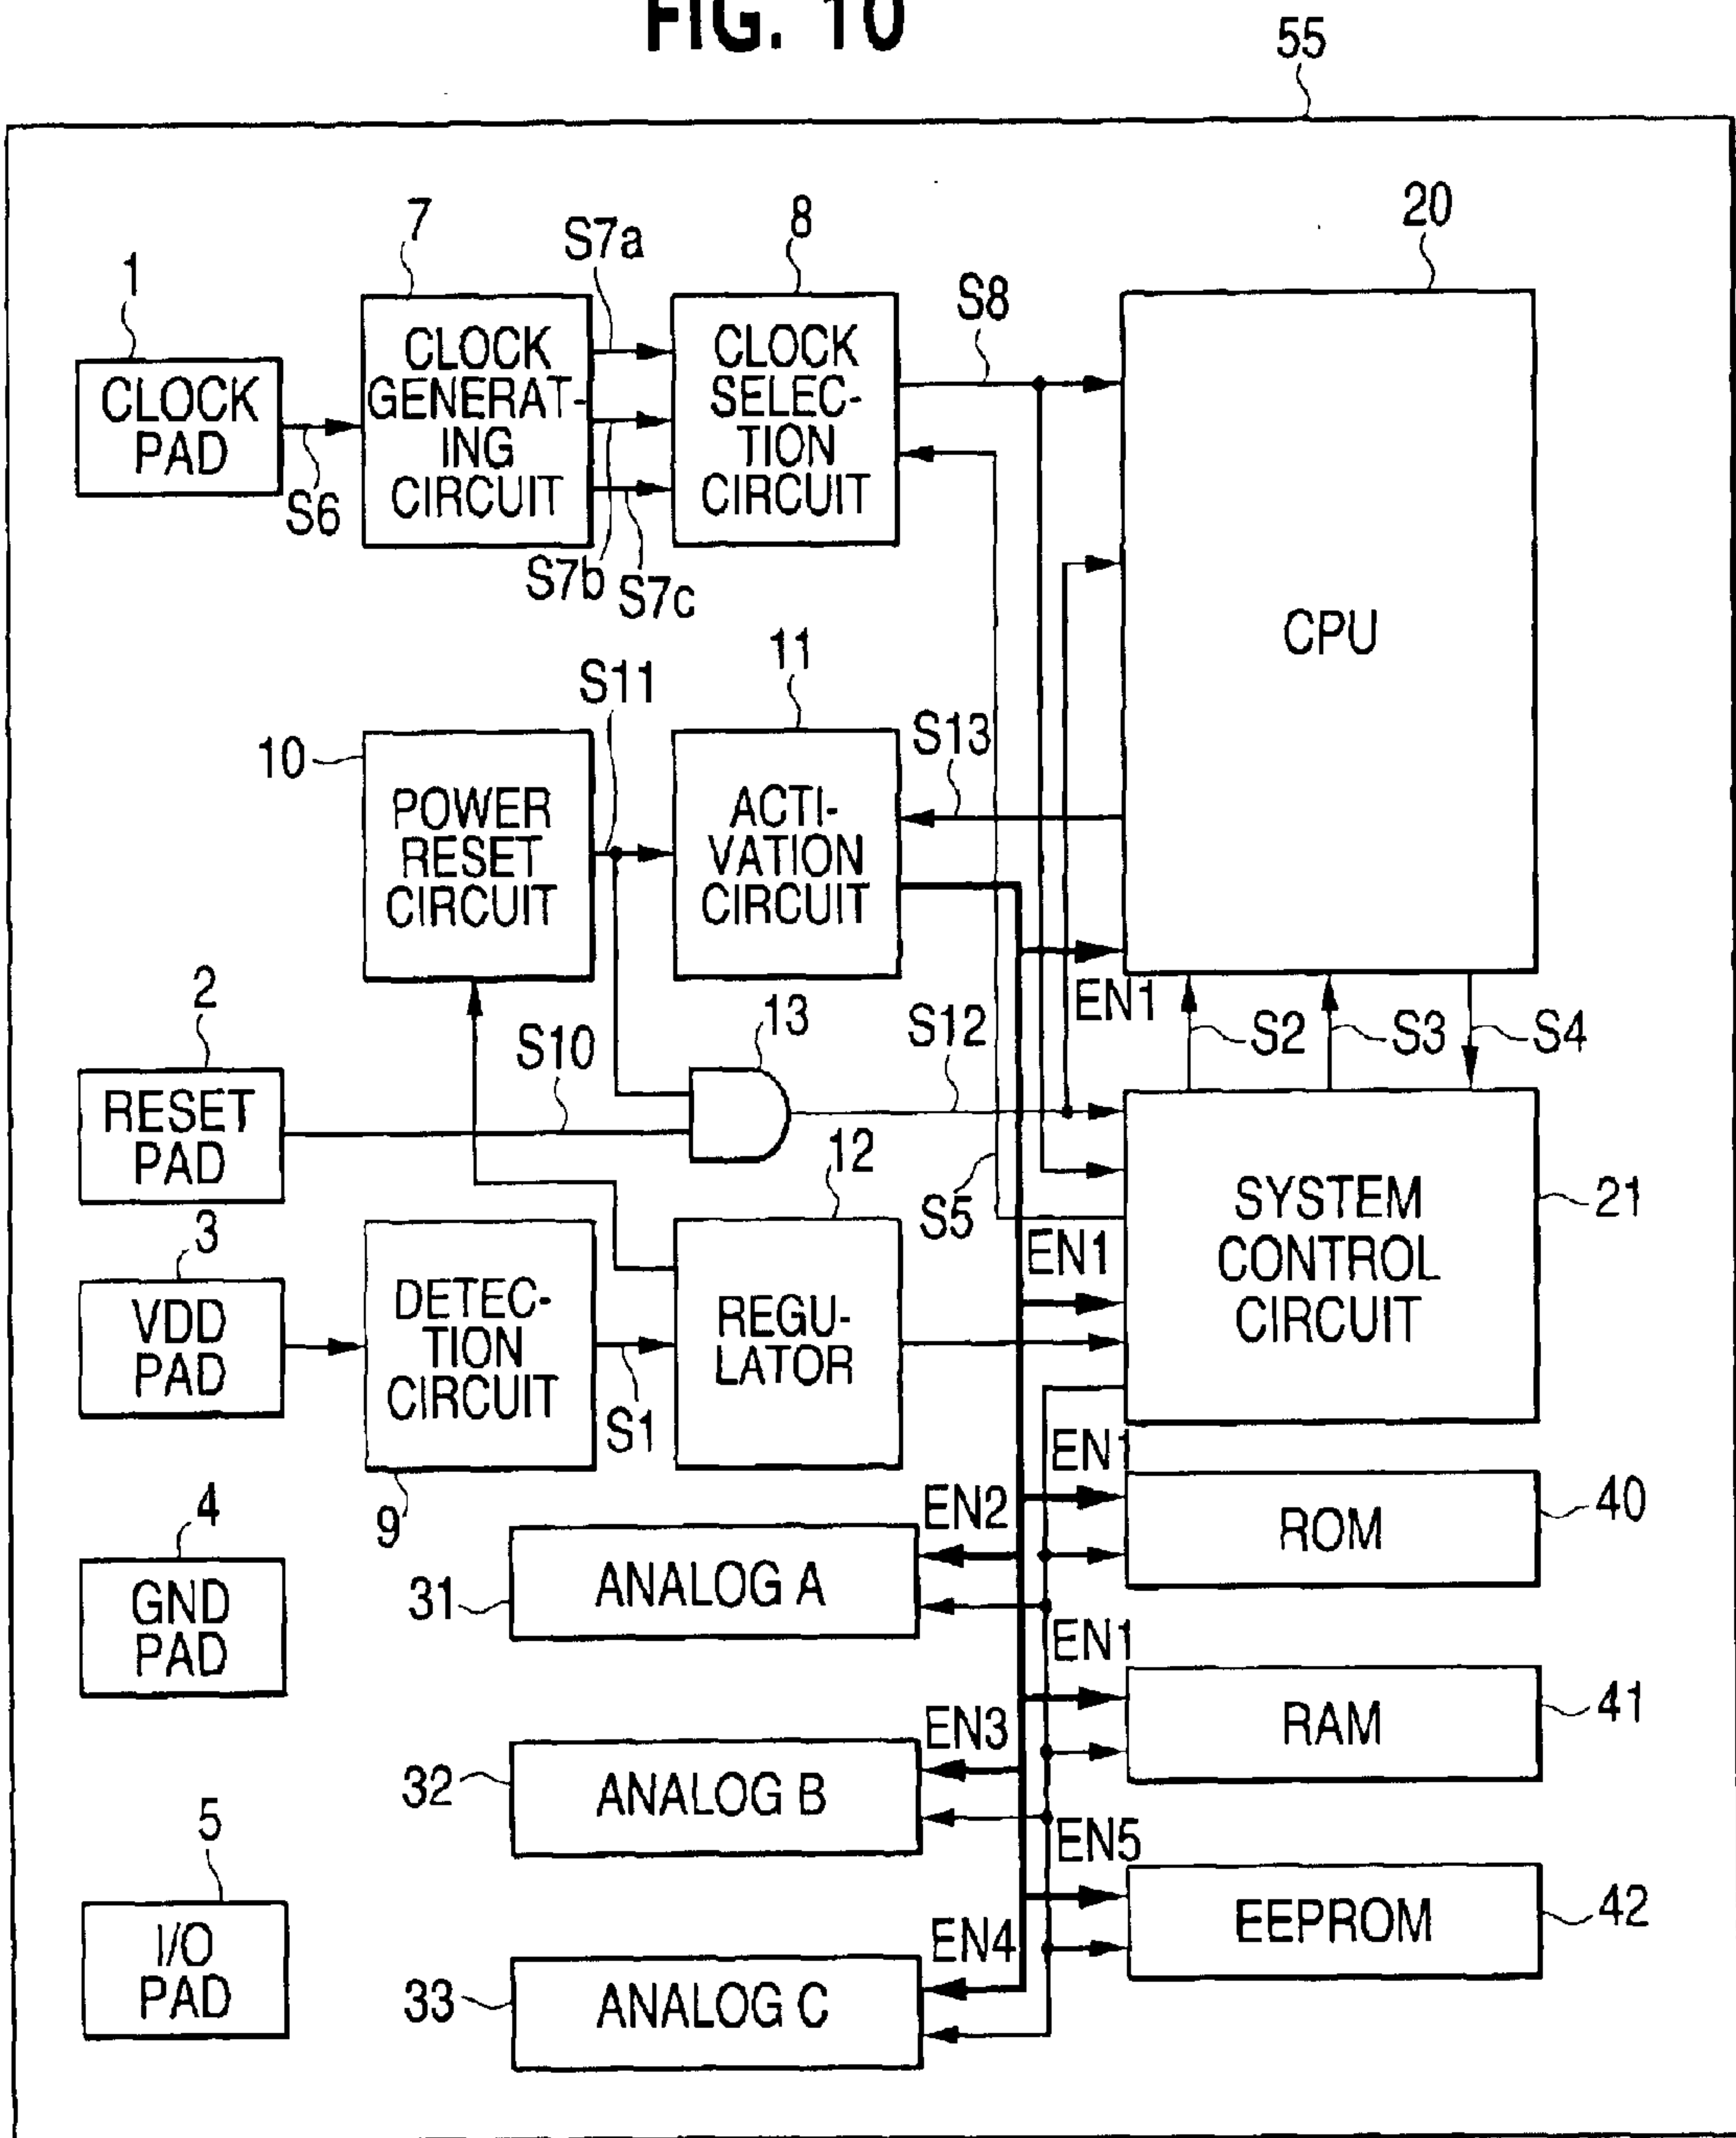 FIG. 10
55
1
CLOCK
PAD
S6
7
CLOCK
GENERAT-
ING
CIRCUIT
S7a
S7b
S7c
8
CLOCK
SELEC-
TION
CIRCUIT
S8
20
CPU
10
POWER
RESET
CIRCUIT
S11
11
ACTI-
VATION
CIRCUIT
S13
EN1
S2
S3
S4
2
RESET
PAD
S10
13
S12
S5
3
VDD
PAD
9
DETEC-
TION
CIRCUIT
S1
12
REGU-
LATOR
EN1
21
SYSTEM
CONTROL
CIRCUIT
4
GND
PAD
EN2
31
ANALOG A
EN1
ROM
40
EN3
32
ANALOG B
EN1
RAM
41
5
I/O
PAD
EN4
33
ANALOG C
EN5
EEPROM
42